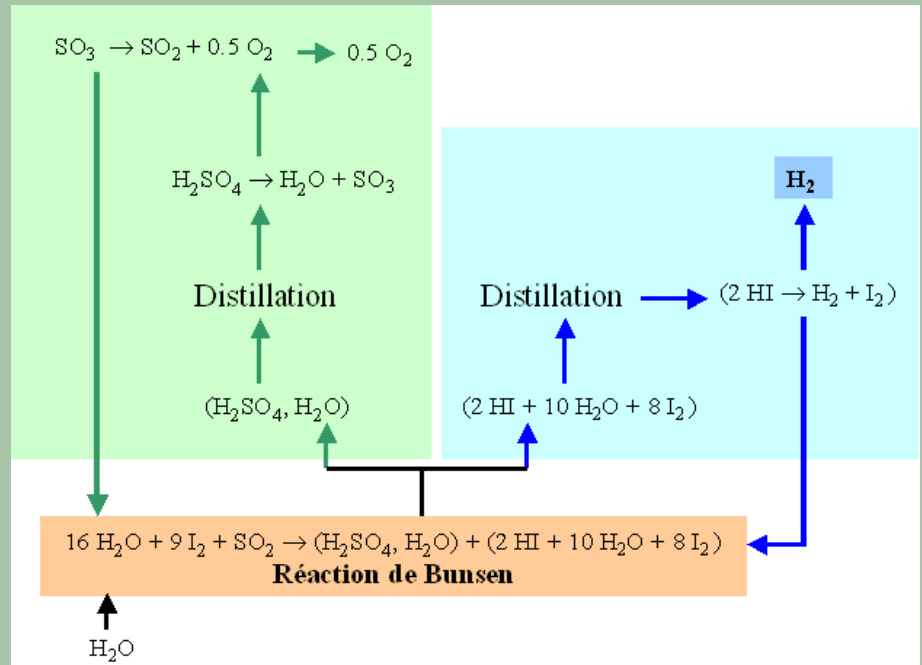 SO₃ → SO₂ + 0.5 O₂
0.5 O₂
H₂SO₄ → H₂O + SO₃
H₂
Distillation
Distillation
(2 HI → H₂ + I₂)
(H₂SO₄, H₂O)
(2 HI + 10 H₂O + 8 I₂)
16 H₂O + 9 I₂ + SO₂ → (H₂SO₄, H₂O) + (2 HI + 10 H₂O + 8 I₂)
Réaction de Bunsen
H₂O